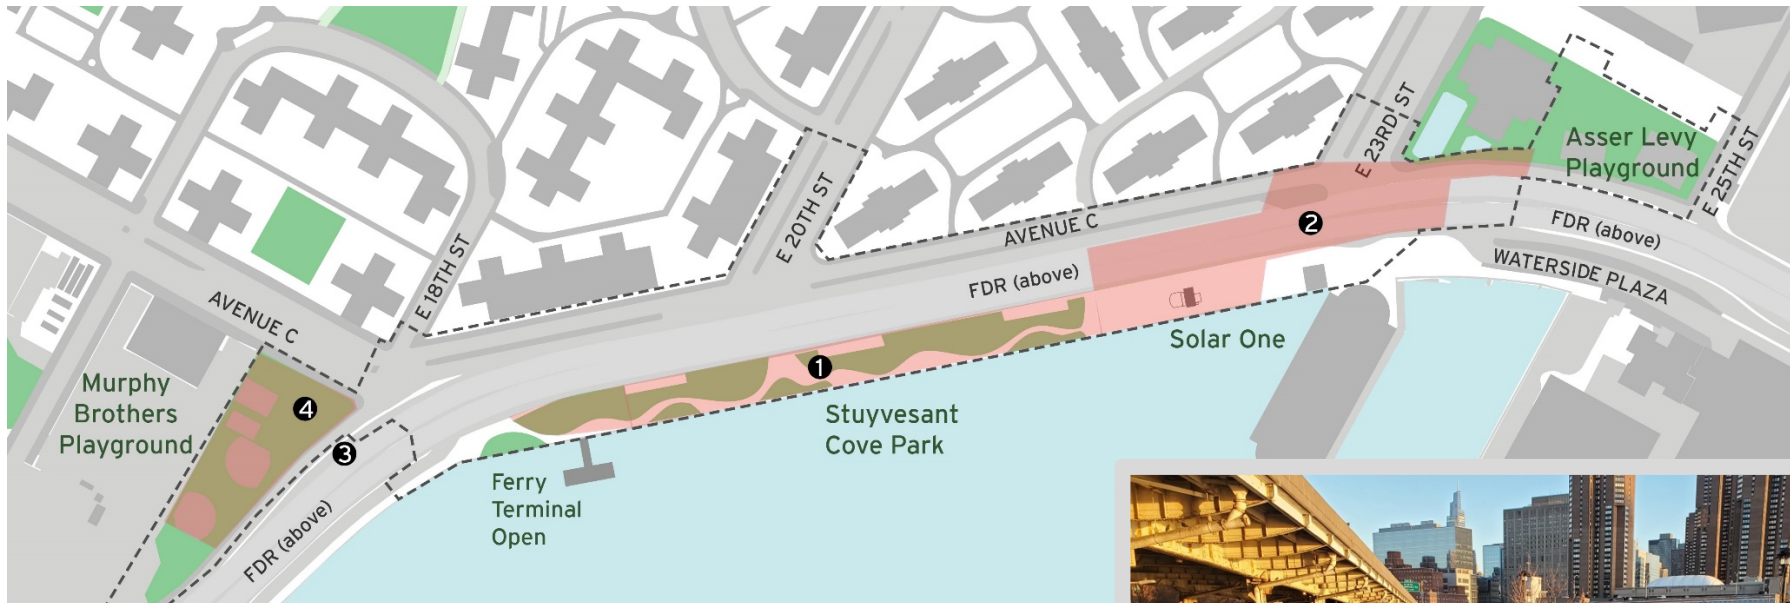 E 23RD ST
Asser Levy
Playground
E 25TH ST
E 20TH ST
AVENUE C
2
FDR (above)
E 18TH ST
FDR (above)
WATERSIDE PLAZA
AVENUE C
Solar One
1
Murphy
Brothers
Playground
4
Stuyvesant
Cove Park
3
Ferry
Terminal
Open
FDR (above)